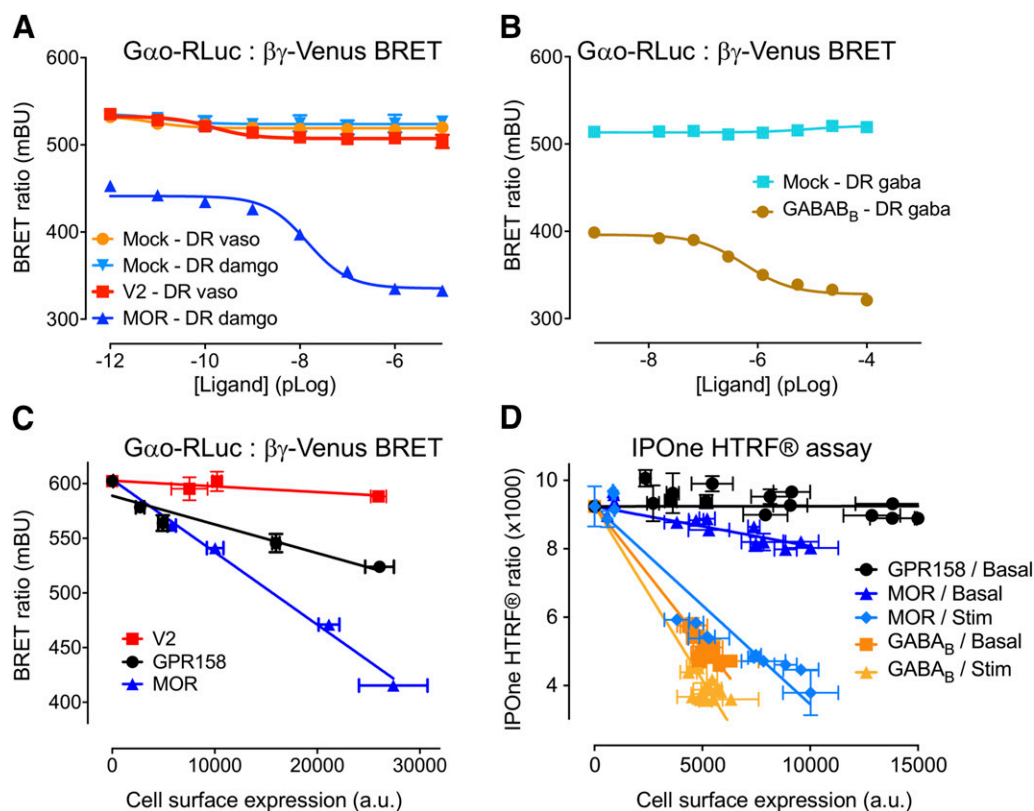 A
Gαo-RLuc : βγ-Venus BRET
BRET ratio (mBU)
600
500
400
300
Mock - DR vaso
Mock - DR damgo
V2 - DR vaso
MOR - DR damgo
-12
-10
-8
-6
[Ligand] (pLog)
B
Gαo-RLuc : βγ-Venus BRET
BRET ratio (mBU)
600
500
400
300
Mock - DR gaba
GABAB_B - DR gaba
-8
-6
-4
[Ligand] (pLog)
C
Gαo-RLuc : βγ-Venus BRET
BRET ratio (mBU)
600
550
500
450
400
V2
GPR158
MOR
0
10000
20000
30000
Cell surface expression (a.u.)
D
IPOne HTRF® assay
IPOne HTRF® ratio (x1000)
10
8
6
4
GPR158 / Basal
MOR / Basal
MOR / Stim
GABA_B / Basal
GABA_B / Stim
0
5000
10000
15000
Cell surface expression (a.u.)